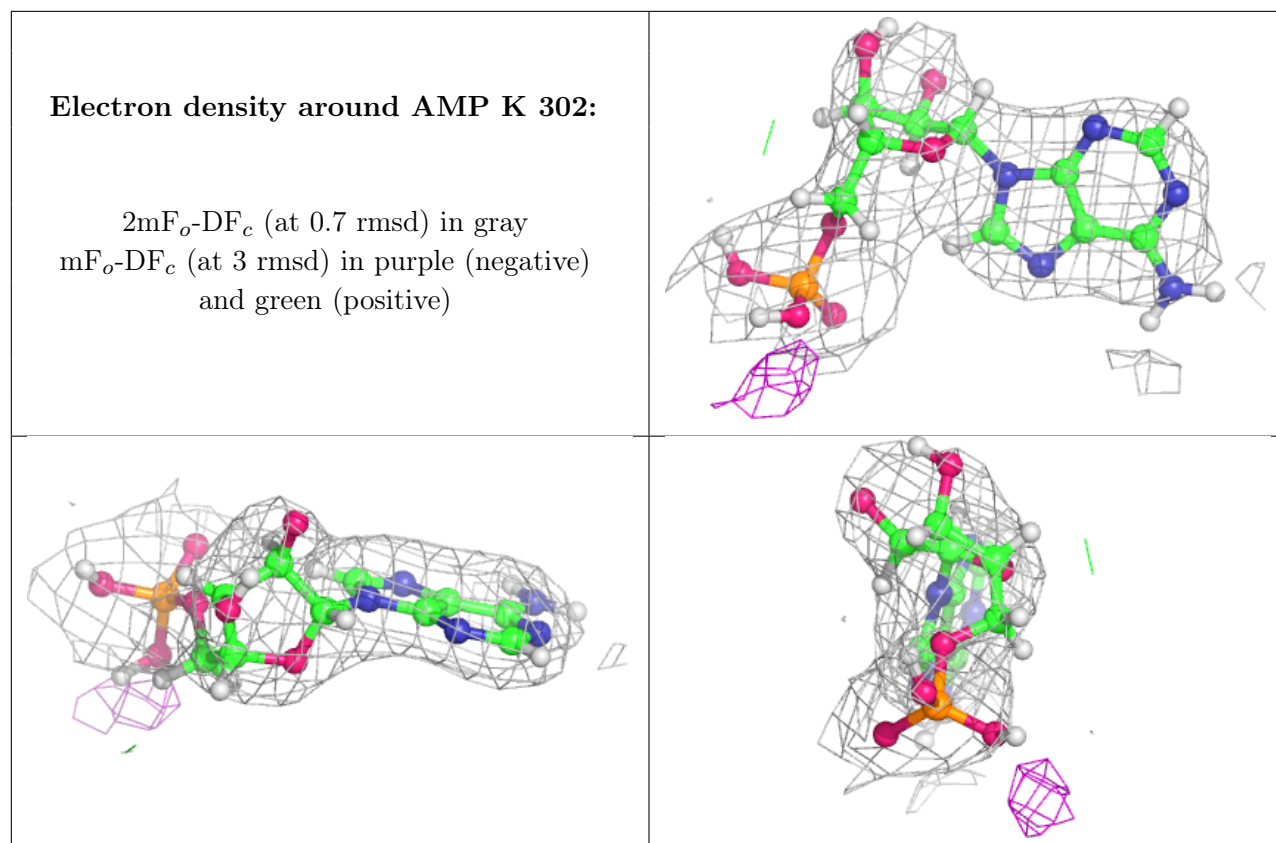 Electron density around AMP K 302:
2mFo-DFc (at 0.7 rmsd) in gray
mFo-DFc (at 3 rmsd) in purple (negative)
and green (positive)